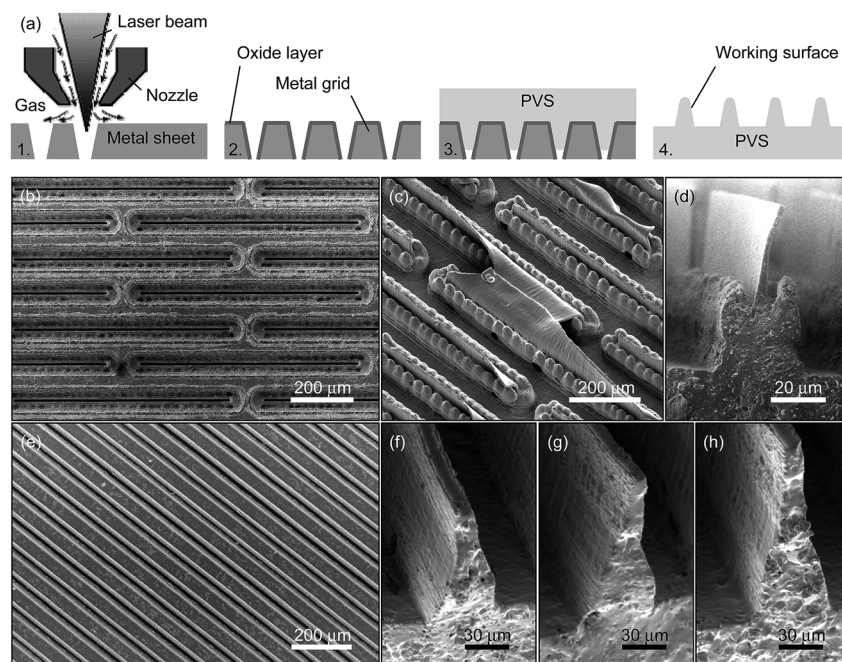 (a)
Laser beam
Gas
Nozzle
Metal sheet
1.
Oxide layer
Metal grid
2.
PVS
3.
Working surface
PVS
4.
(b)
200 µm
(c)
200 µm
(d)
20 µm
(e)
200 µm
(f)
30 µm
(g)
30 µm
(h)
30 µm